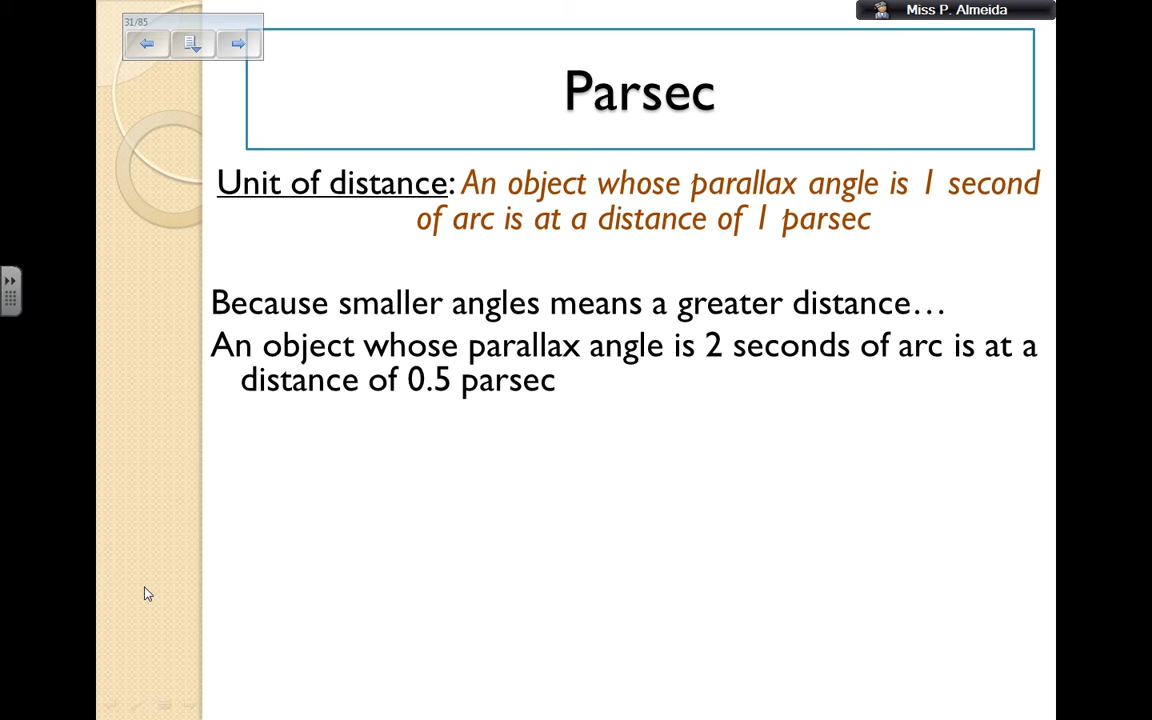 31/85
Miss P. Almeida
Parsec
Unit of distance: An object whose parallax angle is 1 second
of arc is at a distance of 1 parsec
Because smaller angles means a greater distance…
An object whose parallax angle is 2 seconds of arc is at a
distance of 0.5 parsec